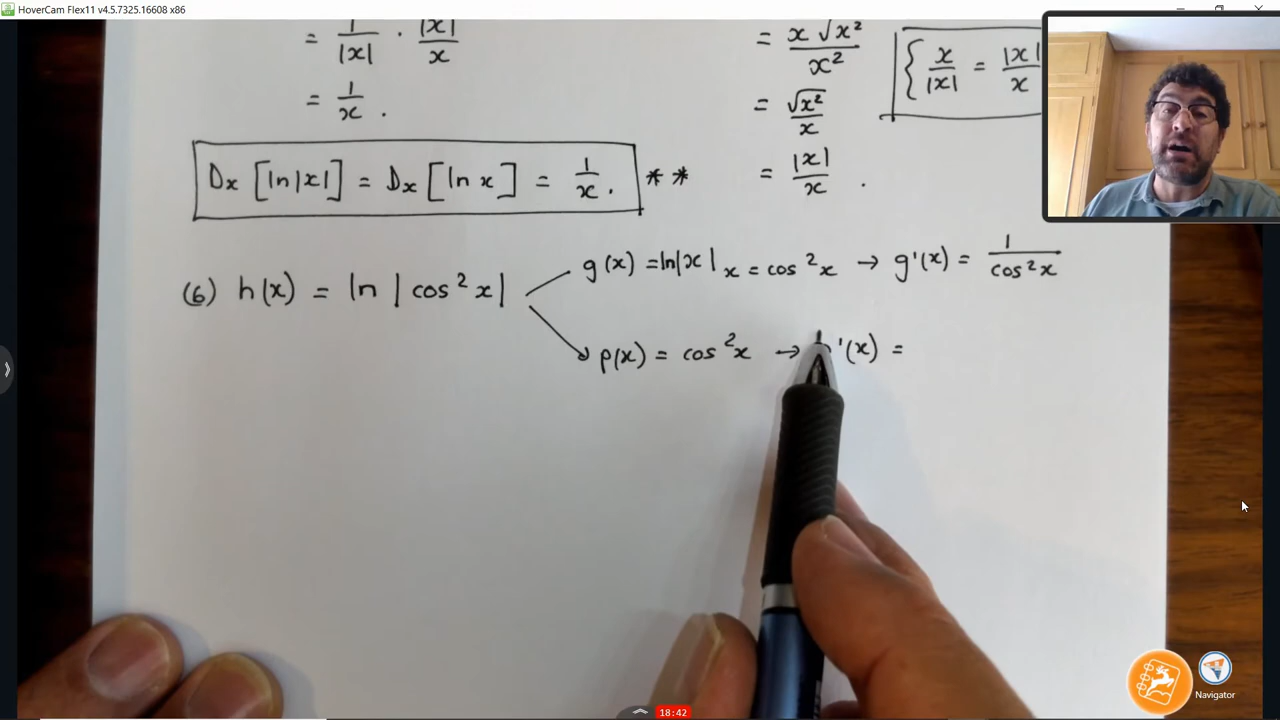 HoverCam Flex11 v4.5.7325.16608 x86
= 1/|x| · |x|/x
= 1/x .
Dx [ln|x|] = Dx [ln x] = 1/x . **
= x √x² / x²
= √x² / x
= |x| / x .
{ x/|x| = |x|/x
(6) h(x) = ln | cos² x |
g(x) = ln|x| x = cos² x → g'(x) = 1 / cos² x
p(x) = cos² x → '(x) =
18:42
Navigator